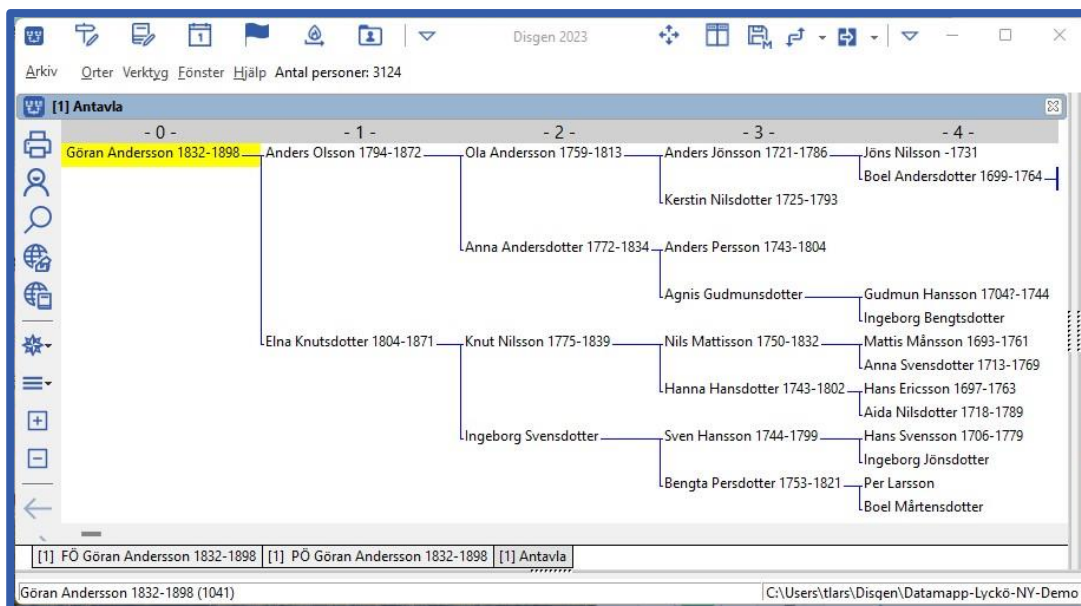 1 Disgen 2023 M
Arkiv Orter Verktyg Fönster Hjälp Antal personer: 3124
[1] Antavla
- 0 - - 1 - - 2 - - 3 - - 4 -
Göran Andersson 1832-1898 Anders Olsson 1794-1872 Ola Andersson 1759-1813 Anders Jönsson 1721-1786 Jöns Nilsson -1731
Boel Andersdotter 1699-1764
Kerstin Nilsdotter 1725-1793
Anna Andersdotter 1772-1834 Anders Persson 1743-1804
Agnis Gudmunsdotter Gudmun Hansson 1704?-1744
Ingeborg Bengtsdotter
Elna Knutsdotter 1804-1871 Knut Nilsson 1775-1839 Nils Mattisson 1750-1832 Mattis Månsson 1693-1761
Anna Svensdotter 1713-1769
Hanna Hansdotter 1743-1802 Hans Ericsson 1697-1763
Aida Nilsdotter 1718-1789
Ingeborg Svensdotter Sven Hansson 1744-1799 Hans Svensson 1706-1779
Ingeborg Jönsdotter
Bengta Persdotter 1753-1821 Per Larsson
Boel Mårtensdotter
[1] FÖ Göran Andersson 1832-1898 [1] PÖ Göran Andersson 1832-1898 [1] Antavla
Göran Andersson 1832-1898 (1041) C:\Users\tlars\Disgen\Datamapp-Lyckö-NY-Demo